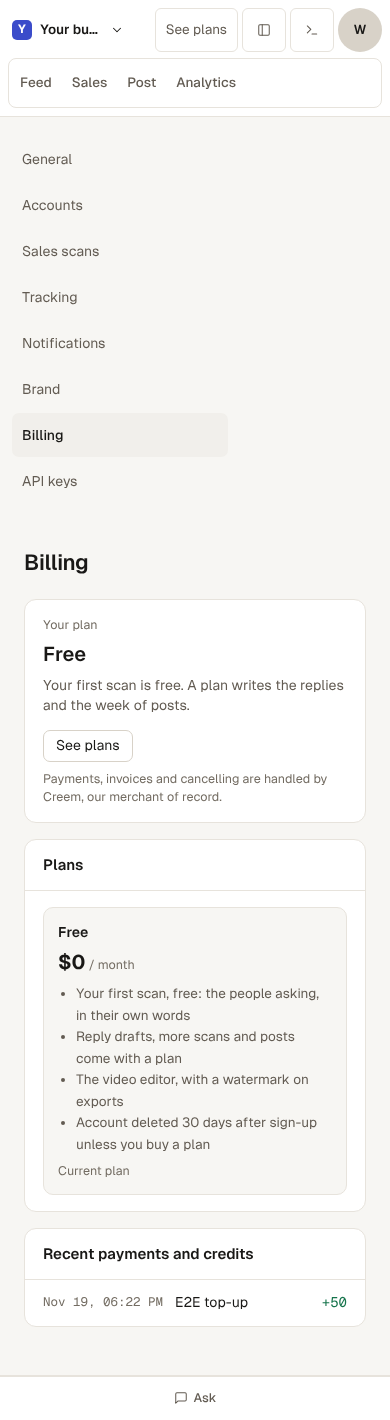 Y Your bu... See plans W
Feed Sales Post Analytics
General
Accounts
Sales scans
Tracking
Notifications
Brand
Billing
API keys
Billing
Your plan
Free
Your first scan is free. A plan writes the replies
and the week of posts.
See plans
Payments, invoices and cancelling are handled by
Creem, our merchant of record.
Plans
Free
$0 / month
• Your first scan, free: the people asking,
in their own words
• Reply drafts, more scans and posts
come with a plan
• The video editor, with a watermark on
exports
• Account deleted 30 days after sign-up
unless you buy a plan
Current plan
Recent payments and credits
Nov 19, 06:22 PM E2E top-up +50
Ask